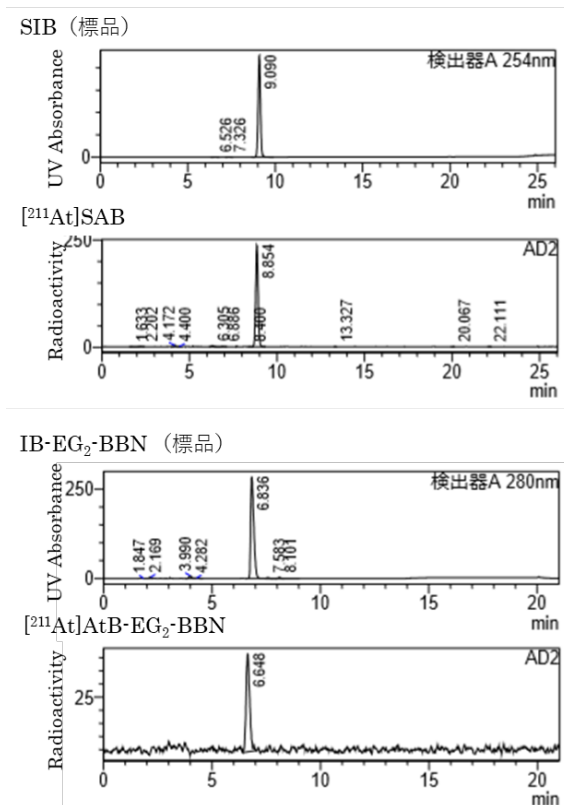 SIB（標品）
UV Absorbance
検出器A 254nm
6.526
7.326
9.090
0
0 5 10 15 20 25
min
[²¹¹At]SAB
Radioactivity
250
AD2
1.633
2.202
4.172
4.400
6.305
6.886
8.400
8.854
13.327
20.067
22.111
0
0 5 10 15 20 25
min
IB-EG₂-BBN（標品）
UV Absorbance
検出器A 280nm
250
1.847
2.169
3.990
4.282
6.836
7.583
8.101
0
0 5 10 15 20
min
[²¹¹At]AtB-EG₂-BBN
Radioactivity
AD2
6.648
25
0 5 10 15 20
min